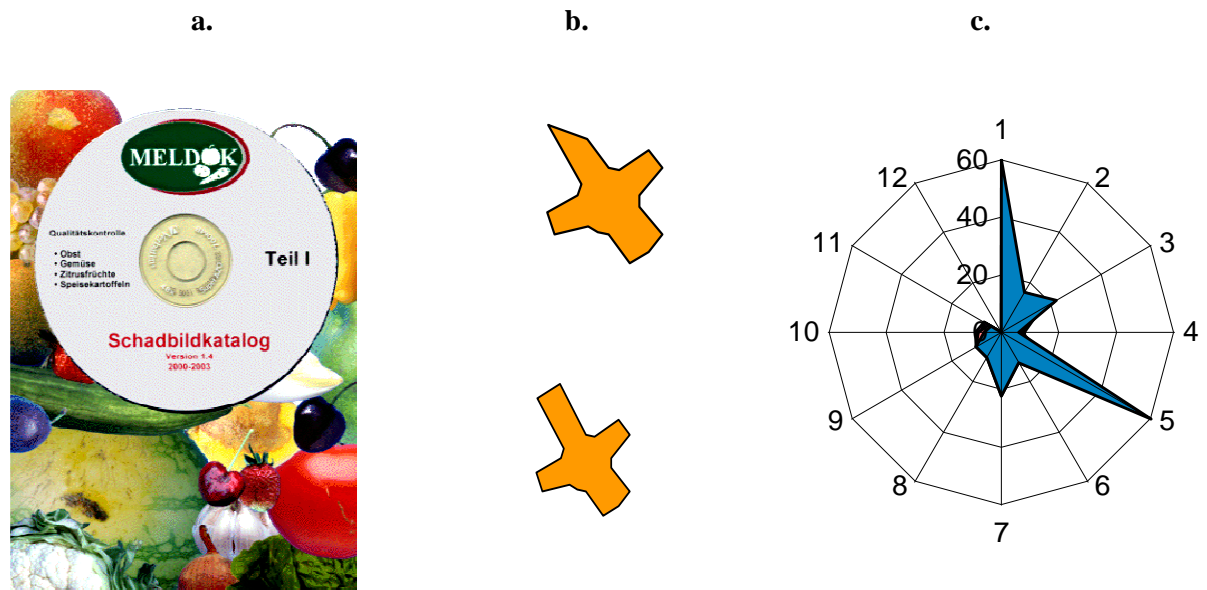 a.
b.
c.
MELDOK
Qualitätskontrolle
• Obst
• Gemüse
• Zitrusfrüchte
• Speisekartoffeln
Teil I
Schadbildkatalog
Version 1.4
2000-2003
1
2
3
4
5
6
7
8
9
10
11
12
60
40
20
0